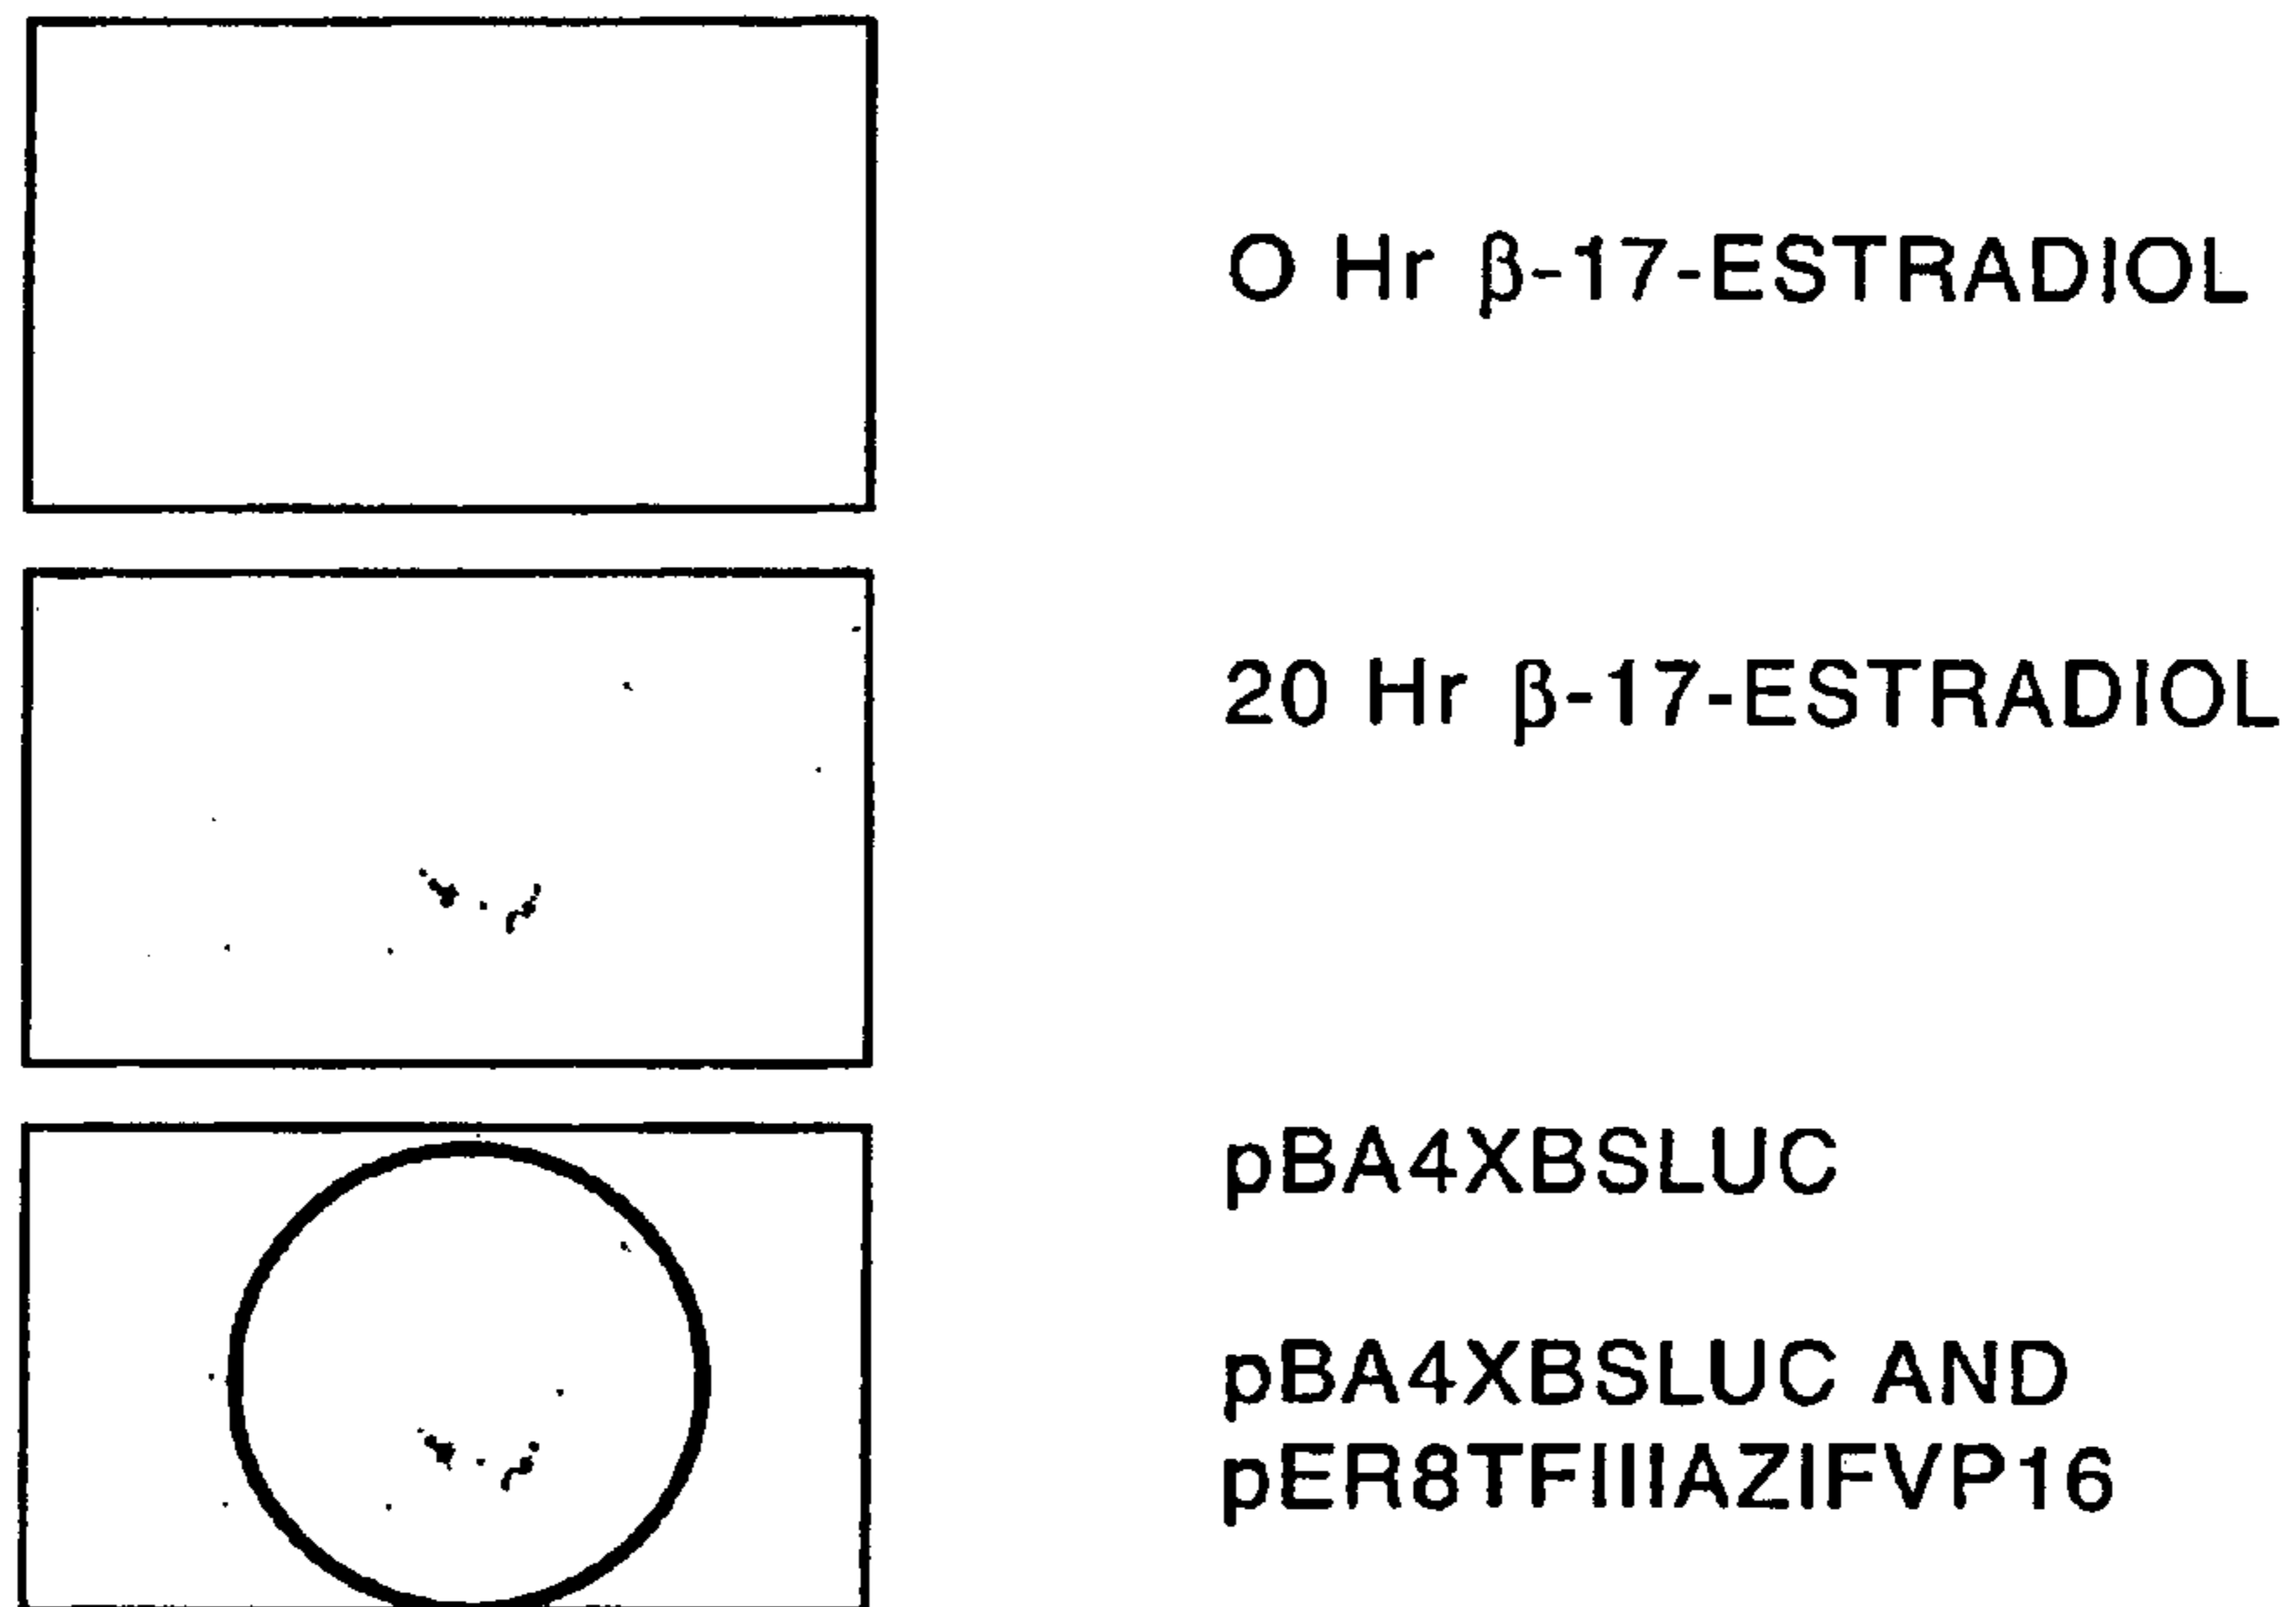 O Hr β-17-ESTRADIOL
20 Hr β-17-ESTRADIOL
pBA4XBSLUC
pBA4XBSLUC AND
pER8TFIIIAZIFVP16